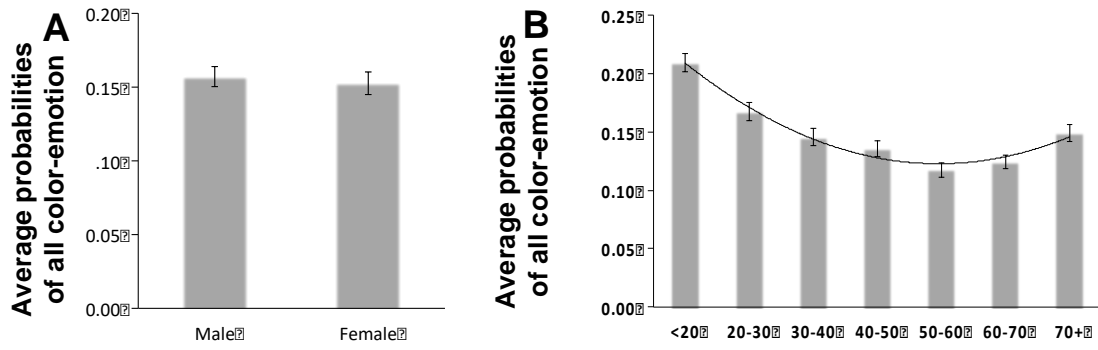 A
Average probabilities
of all color-emotion
0.20
0.15
.10
0.05
0.00
Male
Female
B
Average probabilities
of all color-emotion
0.25
0.20
0.15
0.10
0.05
0.00
<20
20-30
30-40
40-50
50-60
60-70
70+